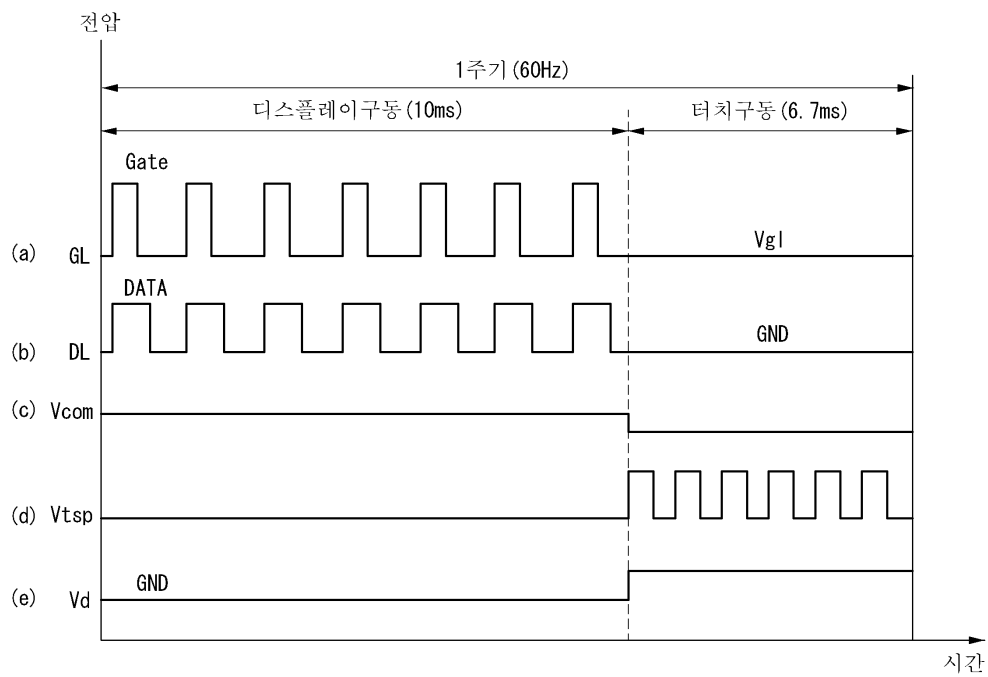 전압
1주기(60Hz)
디스플레이구동(10ms)
터치구동(6.7ms)
Gate
(a) GL
Vgl
DATA
(b) DL
GND
(c) Vcom
(d) Vtsp
GND
(e) Vd
시간